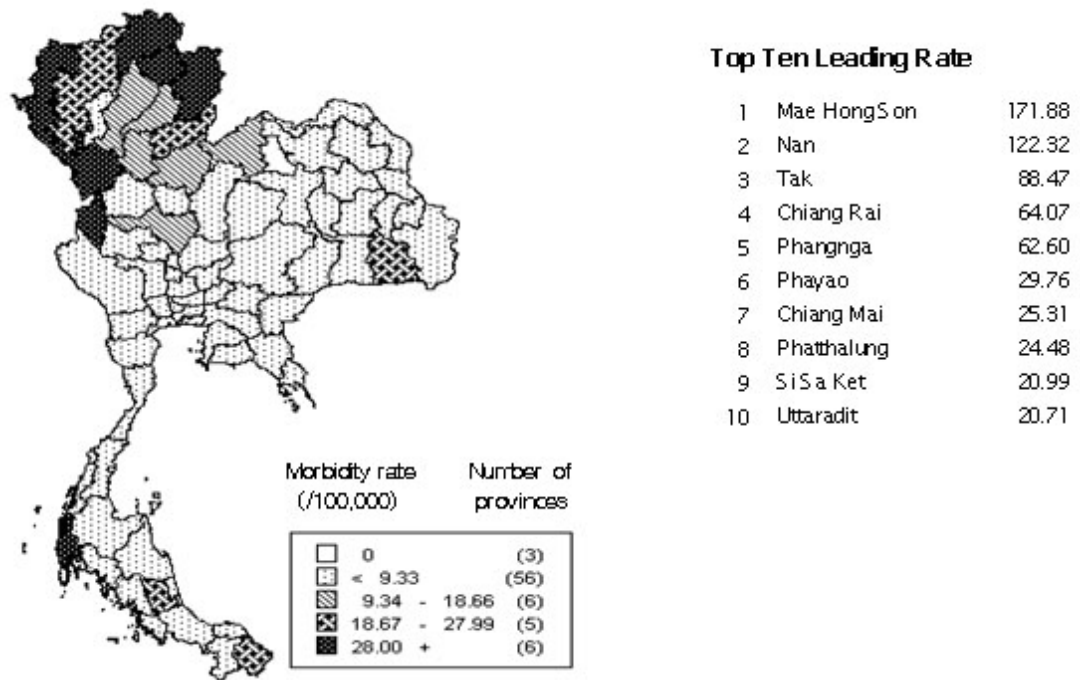 Top Ten Leading Rate
1 Mae HongSon 171.88
2 Nan 122.32
3 Tak 88.47
4 Chiang Rai 64.07
5 Phangnga 62.60
6 Phayao 29.76
7 Chiang Mai 25.31
8 Phatthalung 24.48
9 Si Sa Ket 20.99
10 Uttaradit 20.71
Morbidity rate Number of
(/100,000) provinces
0 (3)
< 9.33 (56)
9.34 - 18.66 (6)
18.67 - 27.99 (5)
28.00 + (6)